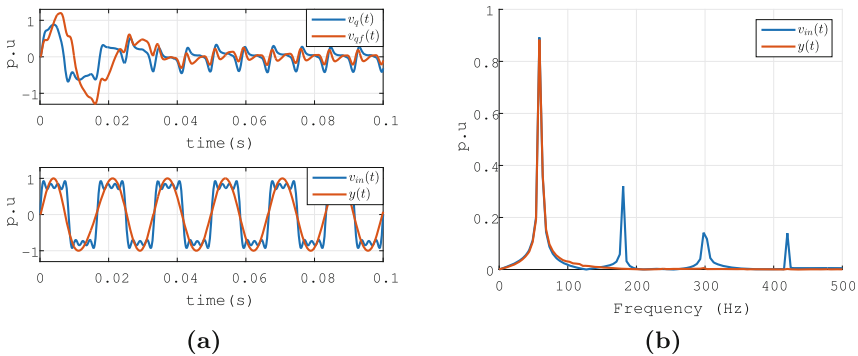 1
0
−1
p.u
v_q(t)
v_qf(t)
0 0.02 0.04 0.06 0.08 0.1
time(s)
1
0
−1
p.u
v_in(t)
y(t)
0 0.02 0.04 0.06 0.08 0.1
time(s)
(a)
1
0.8
0.6
0.4
0.2
0
p.u
v_in(t)
y(t)
0 100 200 300 400 500
Frequency (Hz)
(b)